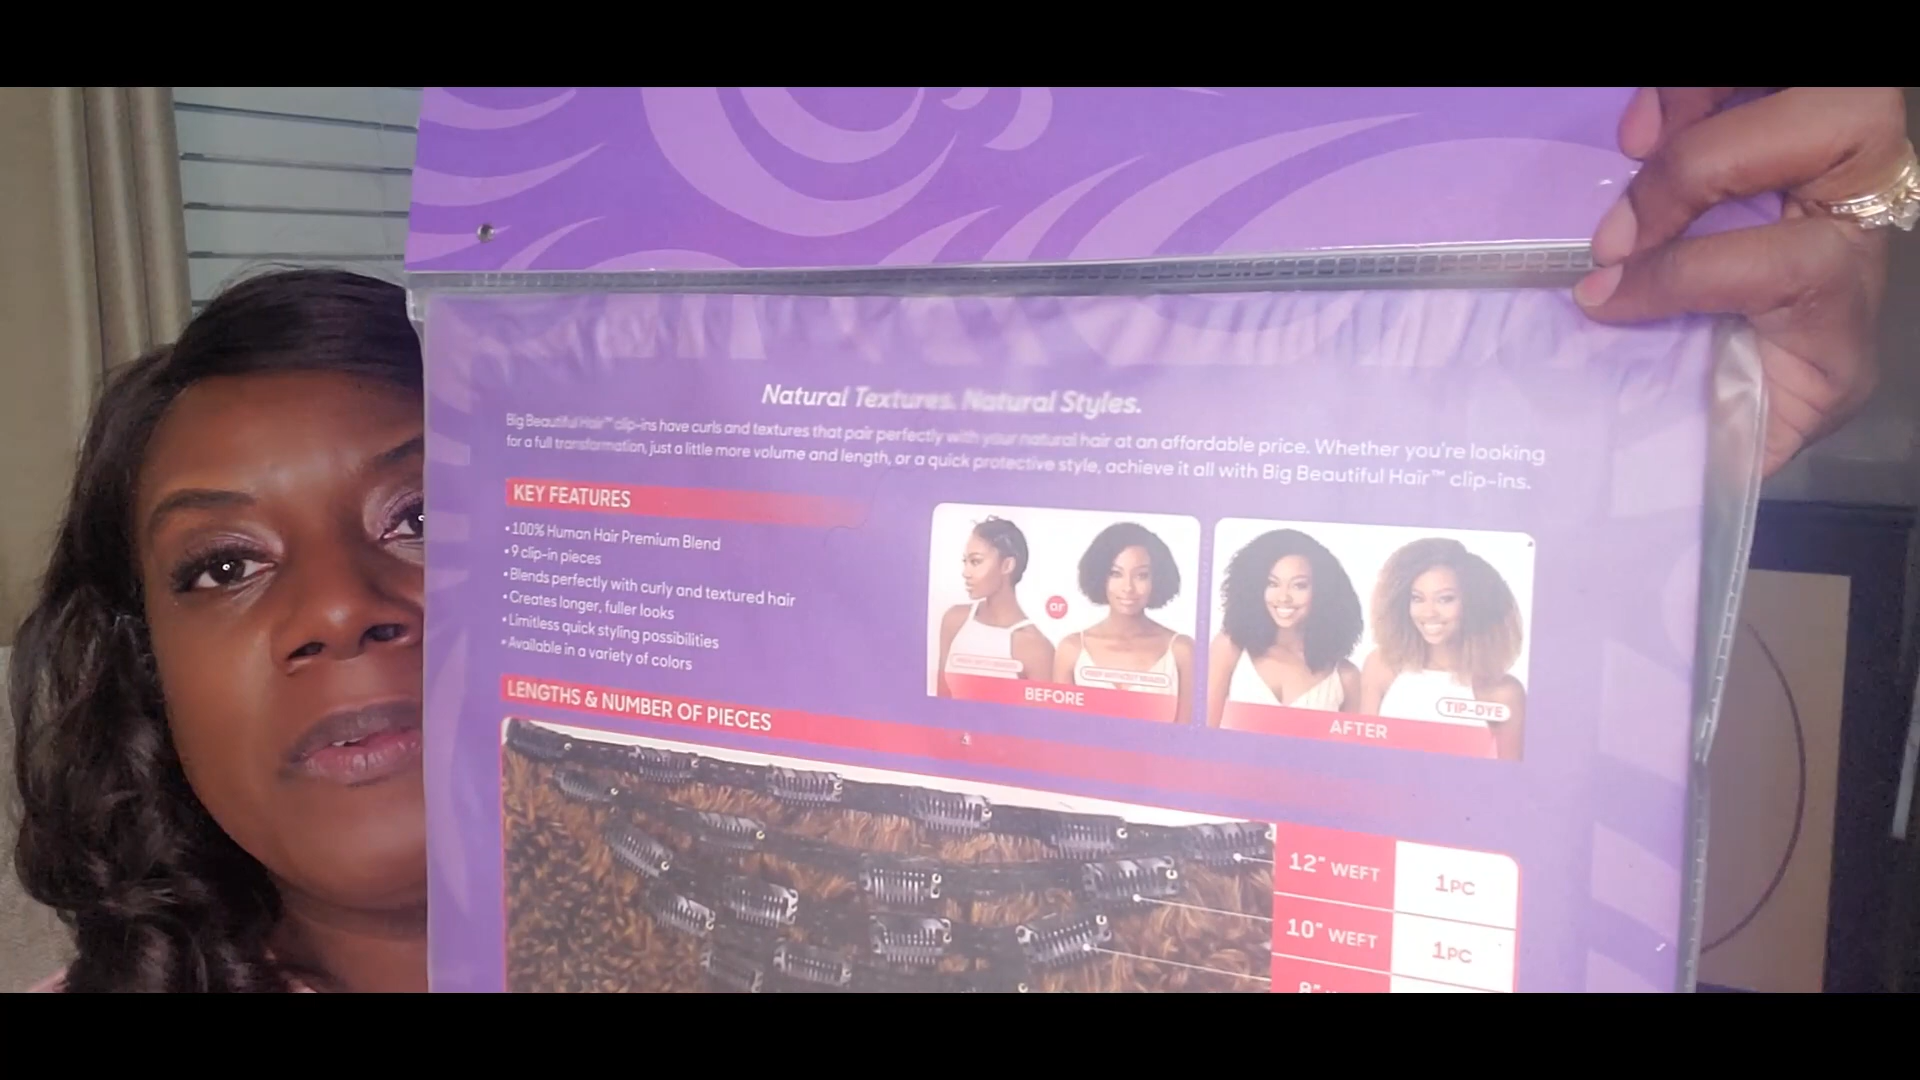 Natural Textures. Natural Styles.
Big Beautiful Hair™ clip-ins have curls and textures that pair perfectly with your natural hair at an affordable price. Whether you're looking
for a full transformation, just a little more volume and length, or a quick protective style, achieve it all with Big Beautiful Hair™ clip-ins.
KEY FEATURES
•100% Human Hair Premium Blend
•9 clip-in pieces
•Blends perfectly with curly and textured hair
•Creates longer, fuller looks
•Limitless quick styling possibilities
•Available in a variety of colors
or
BEFORE
TIP-DYE
AFTER
LENGTHS & NUMBER OF PIECES
12" WEFT 1PC
10" WEFT 1PC
8"